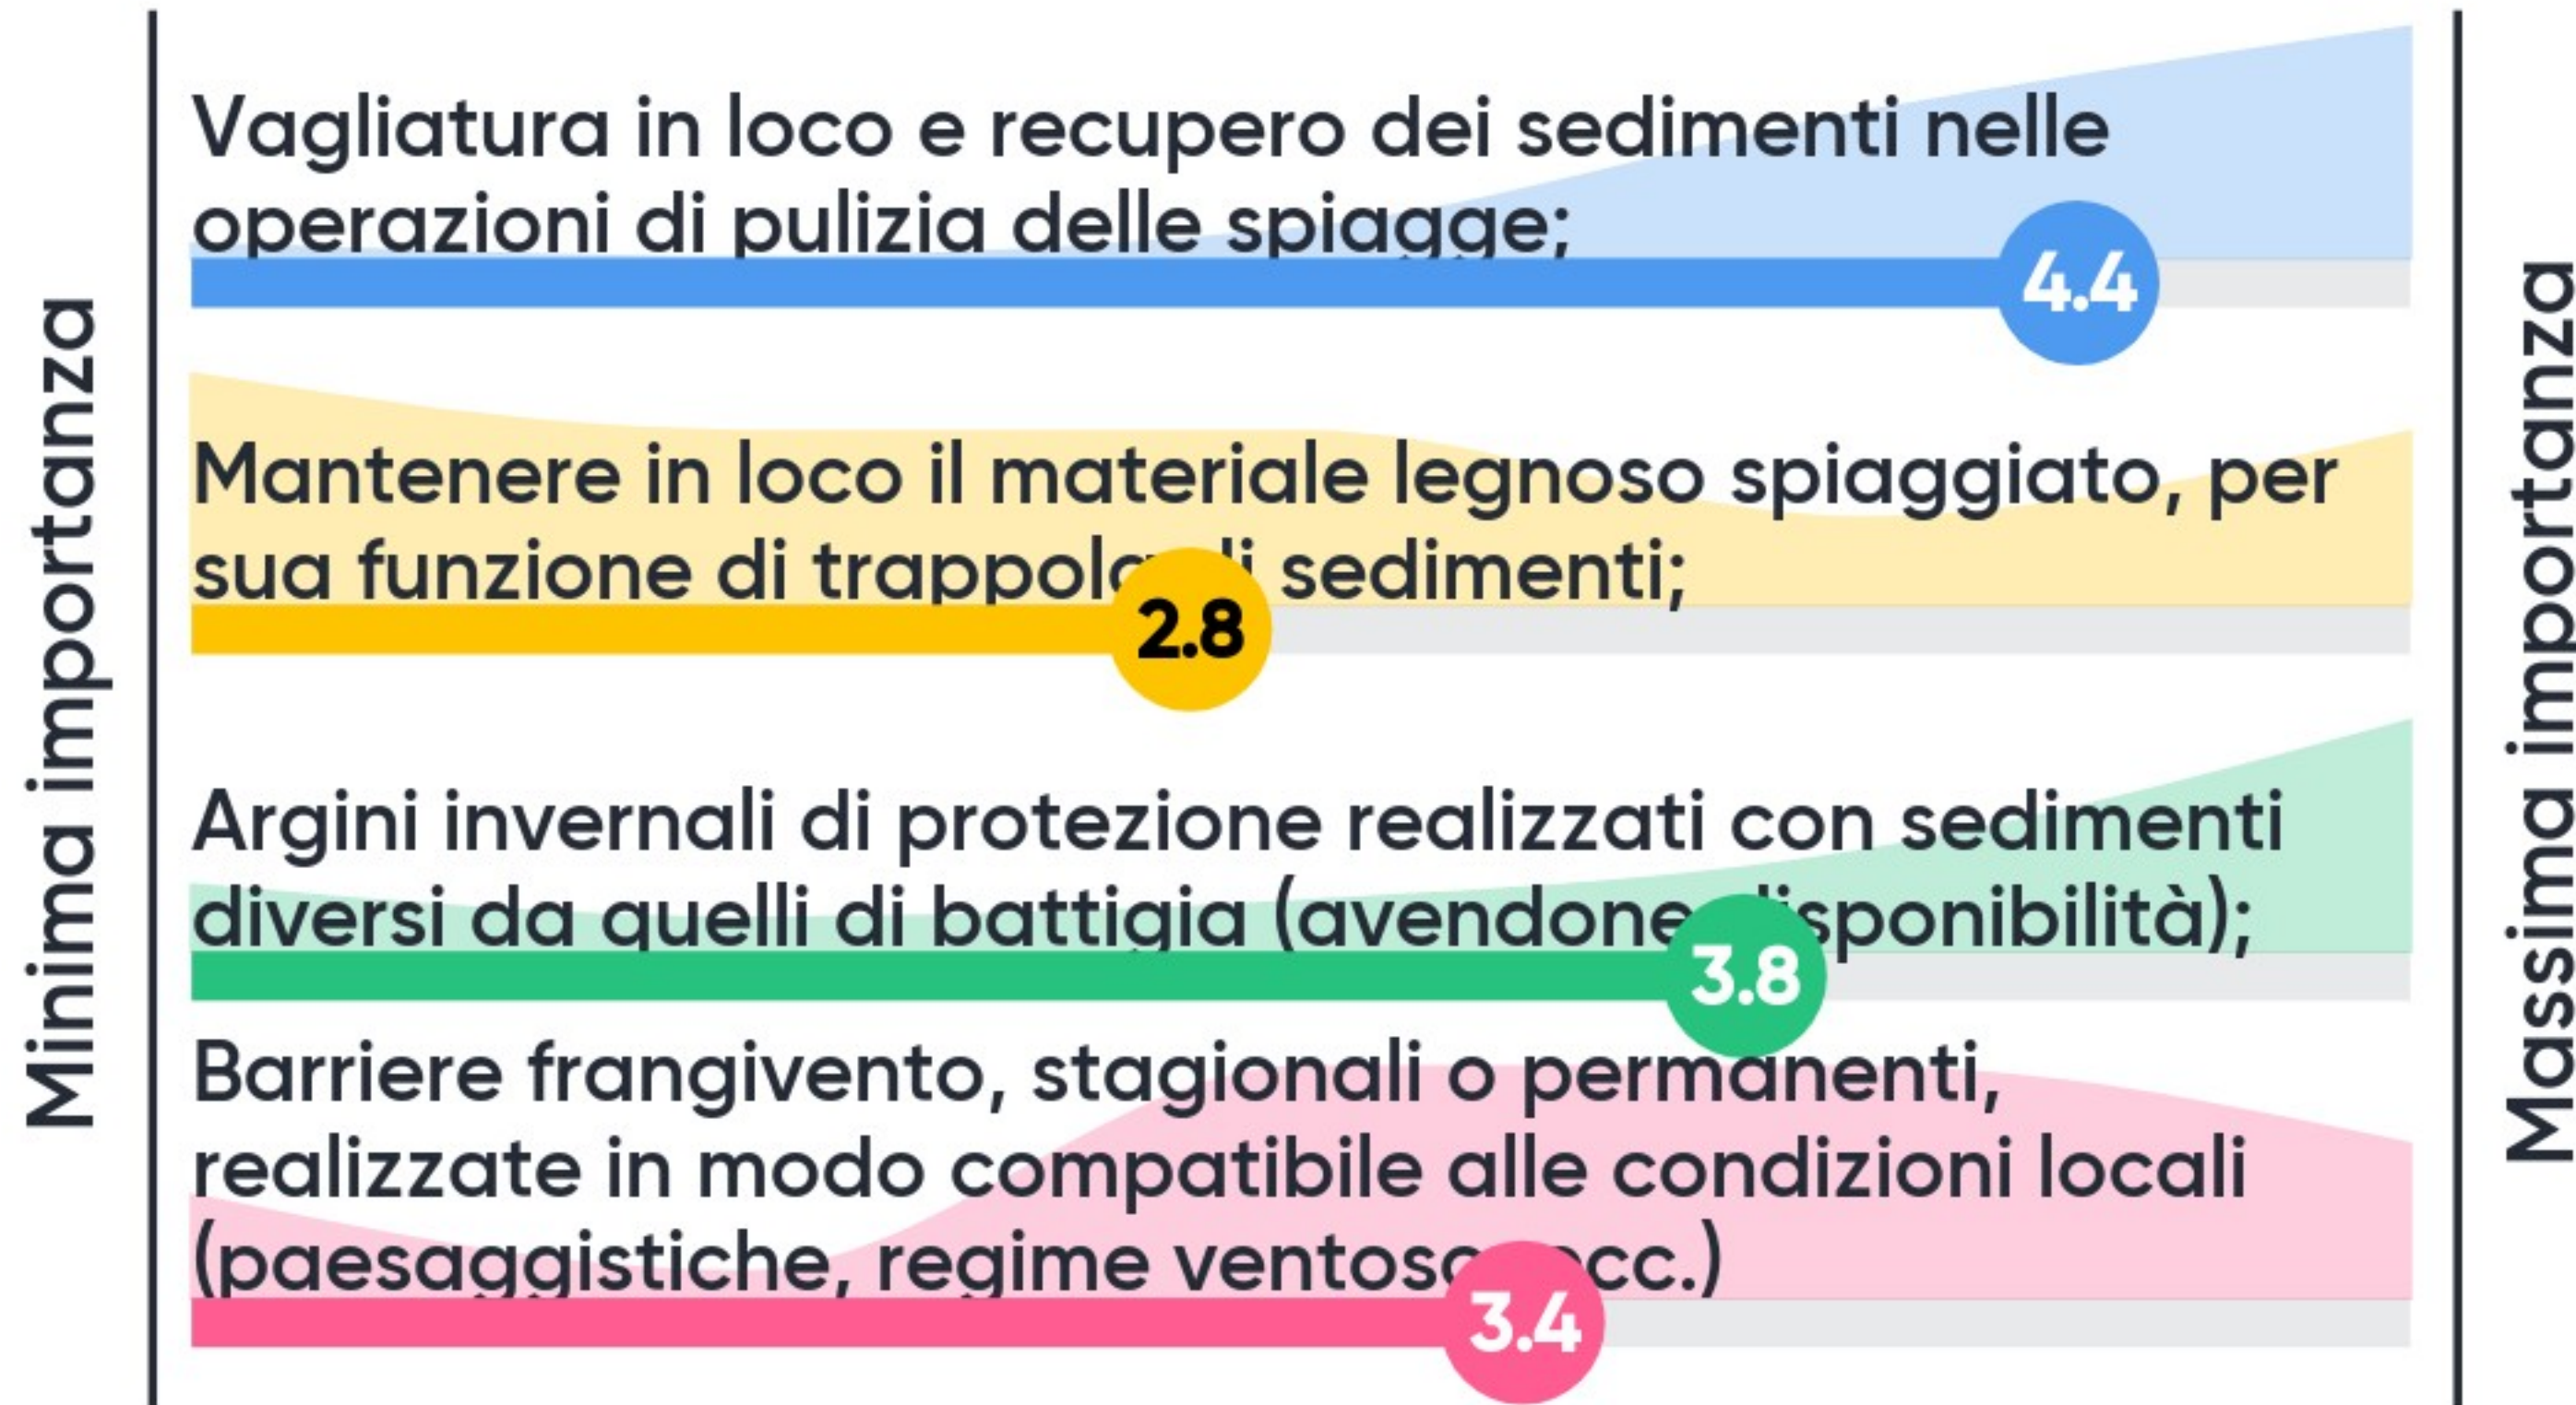 Minima importanza
Vagliatura in loco e recupero dei sedimenti nelle
operazioni di pulizia delle spiagge;
4.4
Mantenere in loco il materiale legnoso spiaggiato, per
sua funzione di trappola di sedimenti;
2.8
Argini invernali di protezione realizzati con sedimenti
diversi da quelli di battigia (avendone disponibilità);
3.8
Barriere frangivento, stagionali o permanenti,
realizzate in modo compatibile alle condizioni locali
(paesaggistiche, regime ventoso ecc.)
3.4
Massima importanza